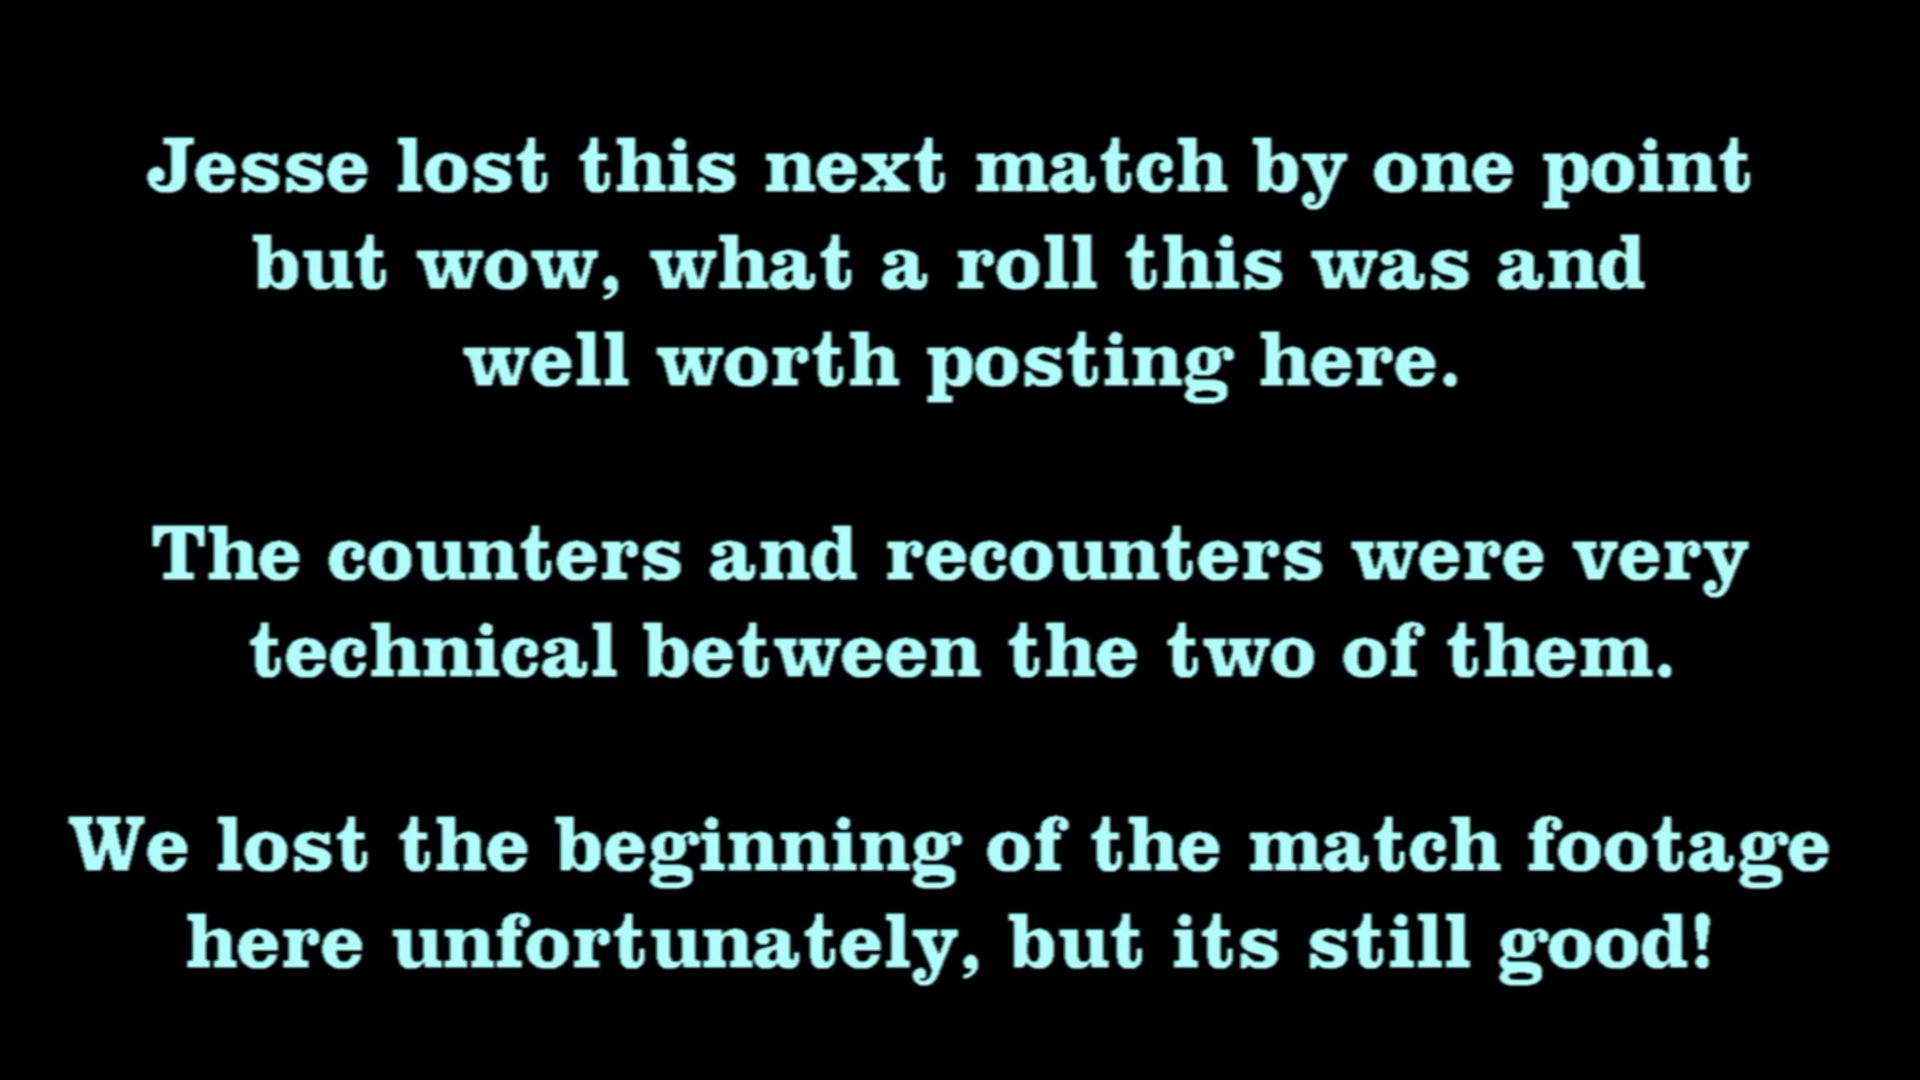 Jesse lost this next match by one point
but wow, what a roll this was and
well worth posting here.
The counters and recounters were very
technical between the two of them.
We lost the beginning of the match footage
here unfortunately, but its still good!